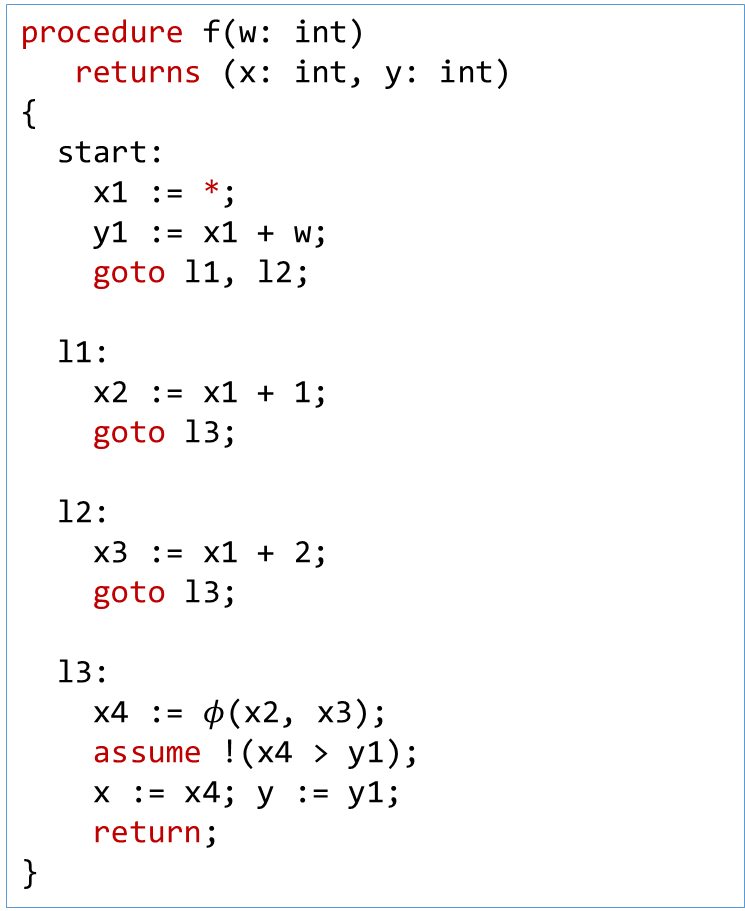 procedure f(w: int)
returns (x: int, y: int)
{
start:
x1 := *;
y1 := x1 + w;
goto l1, l2;
l1:
x2 := x1 + 1;
goto l3;
l2:
x3 := x1 + 2;
goto l3;
l3:
x4 := ϕ(x2, x3);
assume !(x4 > y1);
x := x4; y := y1;
return;
}